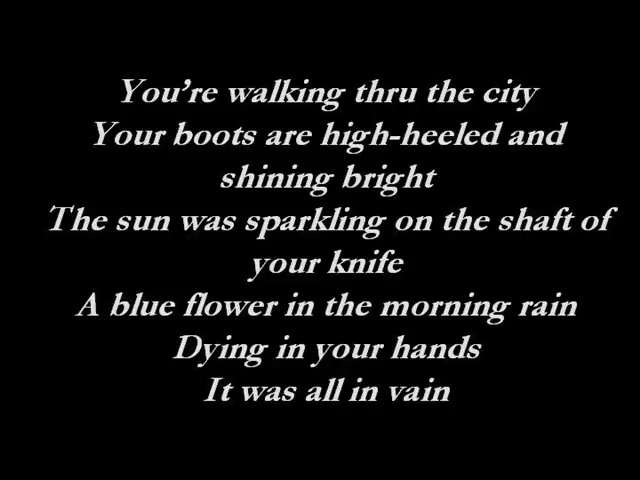 You're walking thru the city
Your boots are high-heeled and
shining bright
The sun was sparkling on the shaft of
your knife
A blue flower in the morning rain
Dying in your hands
It was all in vain